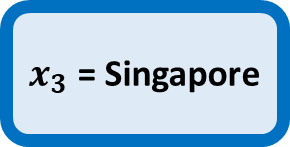 x₃ = Singapore